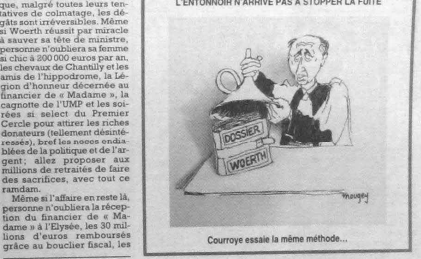 que, malgré toutes leurs ten-
tatives de colmatage, les dé-
gâts sont irréversibles. Même
si Woerth réussit par miracle
à sauver sa tête de ministre,
personne n'oubliera sa femme
si chic à 200 000 euros par an,
les chevaux de Chantilly et les
amis de l'hippodrome, la Lé-
gion d'honneur décernée au
financier de « Madame », la
cagnotte de l'UMP et les soi-
rées si select du Premier
Cercle pour attirer les riches
donateurs (tellement désinté-
ressés), bref les noces endia-
blées de la politique et de l'ar-
gent ; allez proposer aux
millions de retraités de faire
des sacrifices, avec tout ce
ramdam.
Même si l'affaire en reste là,
personne n'oubliera la récep-
tion du financier de « Ma-
dame » à l'Elysée, les 30 mil-
lions d'euros remboursés
grâce au bouclier fiscal, les
L'ENTONNOIR N'ARRIVE PAS A STOPPER LA FUITE
DOSSIER
WOERTH
mougey
Courroye essaie la même méthode...